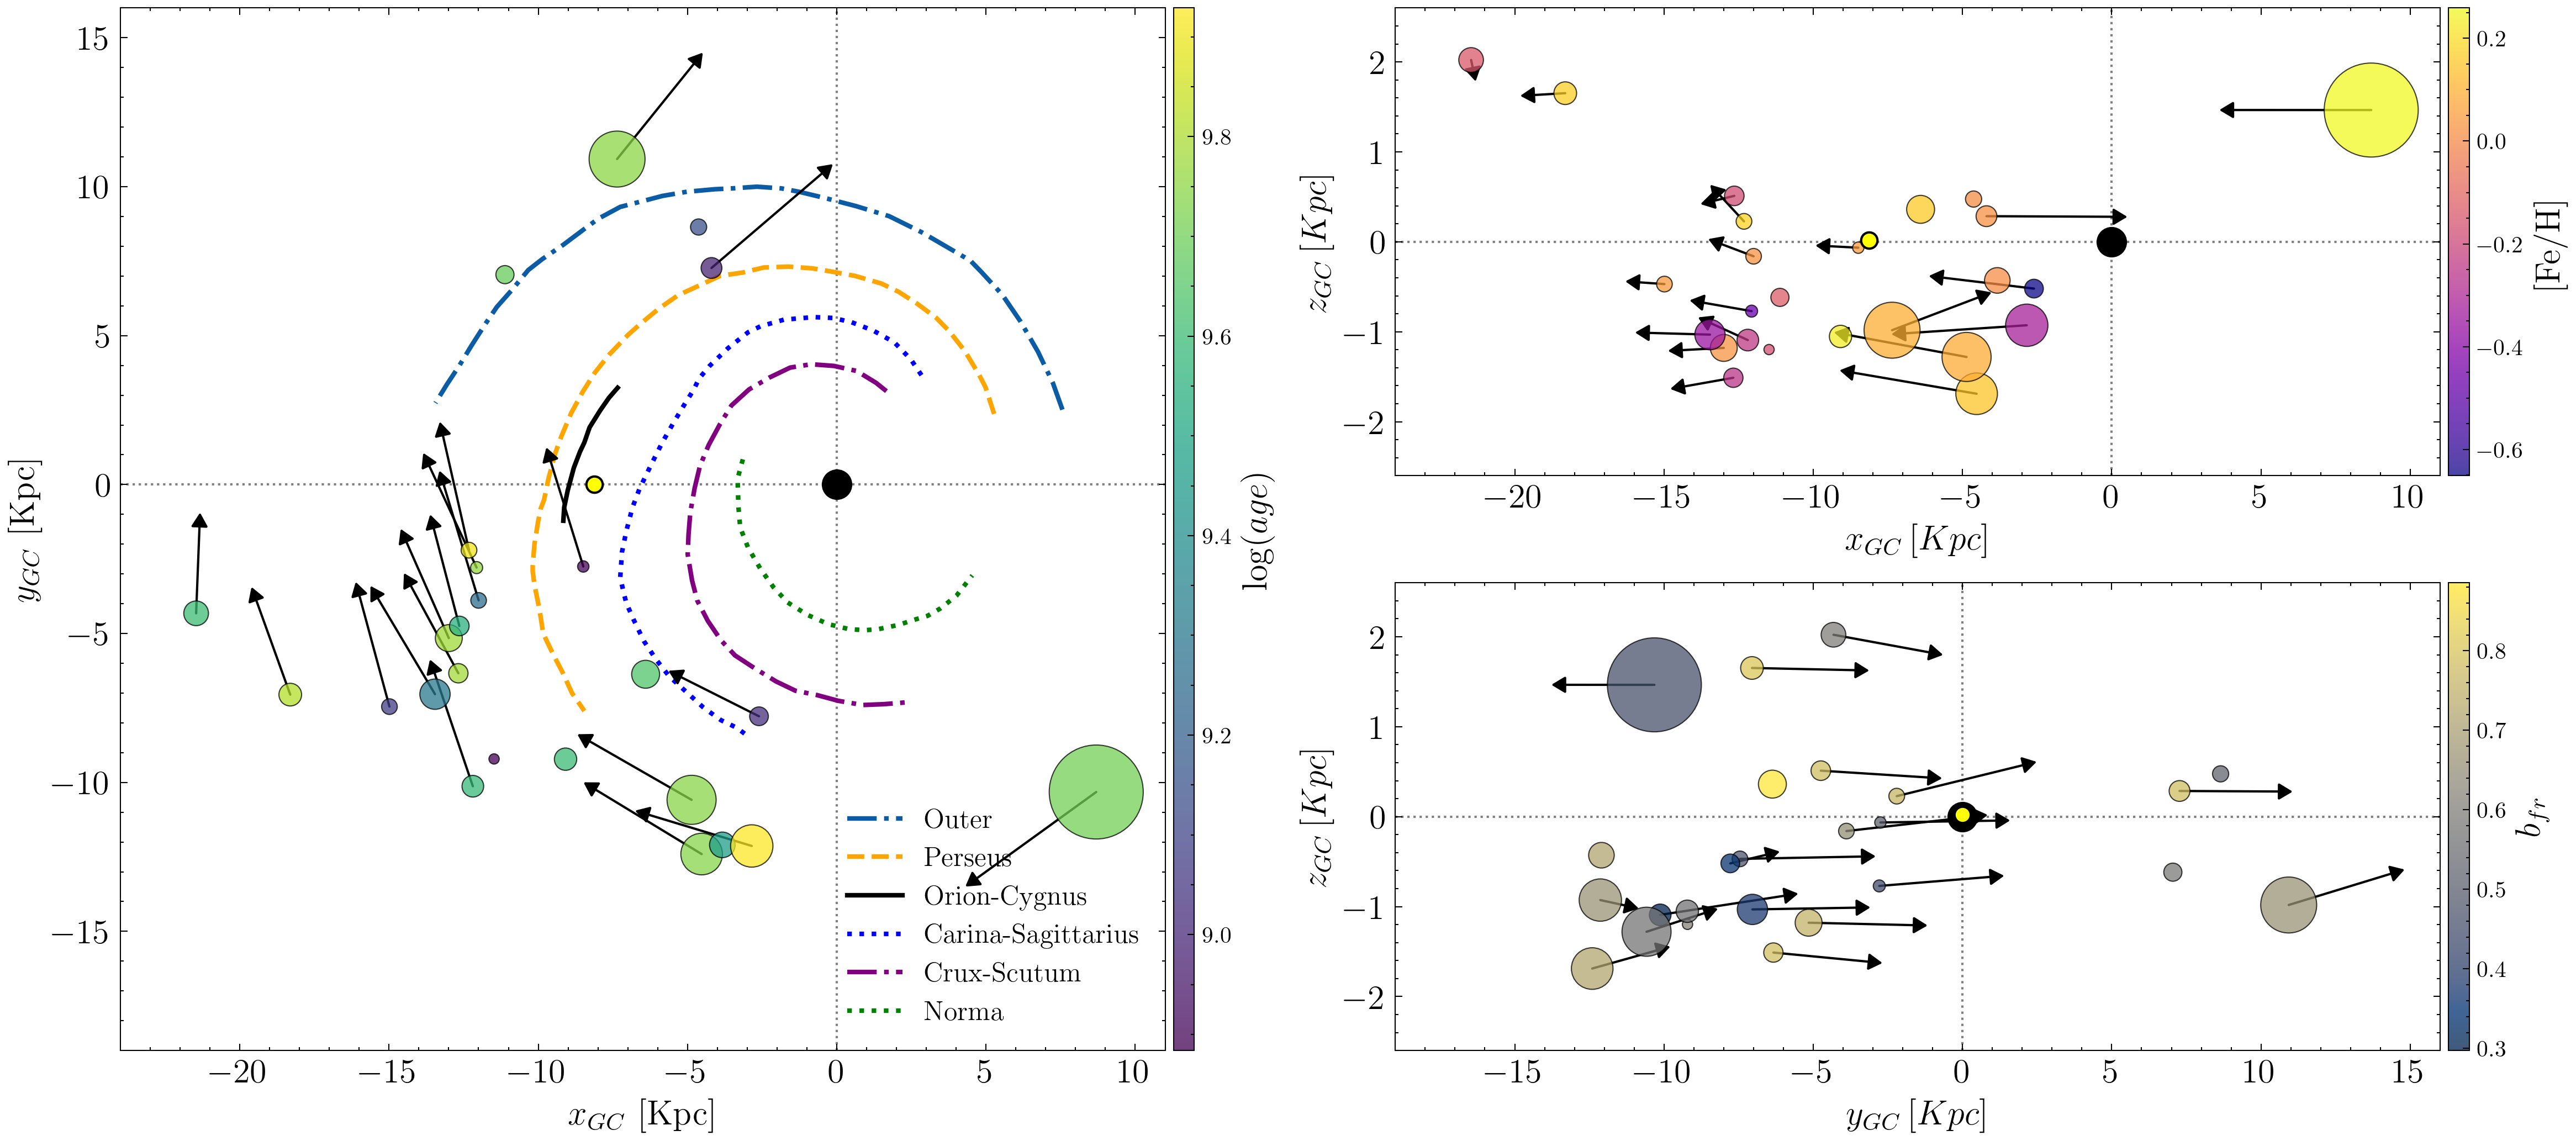 15
10
5
0
−5
−10
−15
y_GC [Kpc]
−20 −15 −10 −5 0 5 10
x_GC [Kpc]
Outer
Perseus
Orion-Cygnus
Carina-Sagittarius
Crux-Scutum
Norma
9.8
9.6
9.4
9.2
9.0
log(age)
2
1
0
−1
−2
z_GC [Kpc]
−20 −15 −10 −5 0 5 10
x_GC [Kpc]
0.2
0.0
−0.2
−0.4
−0.6
[Fe/H]
2
1
0
−1
−2
z_GC [Kpc]
−15 −10 −5 0 5 10 15
y_GC [Kpc]
0.8
0.7
0.6
0.5
0.4
0.3
b_fr